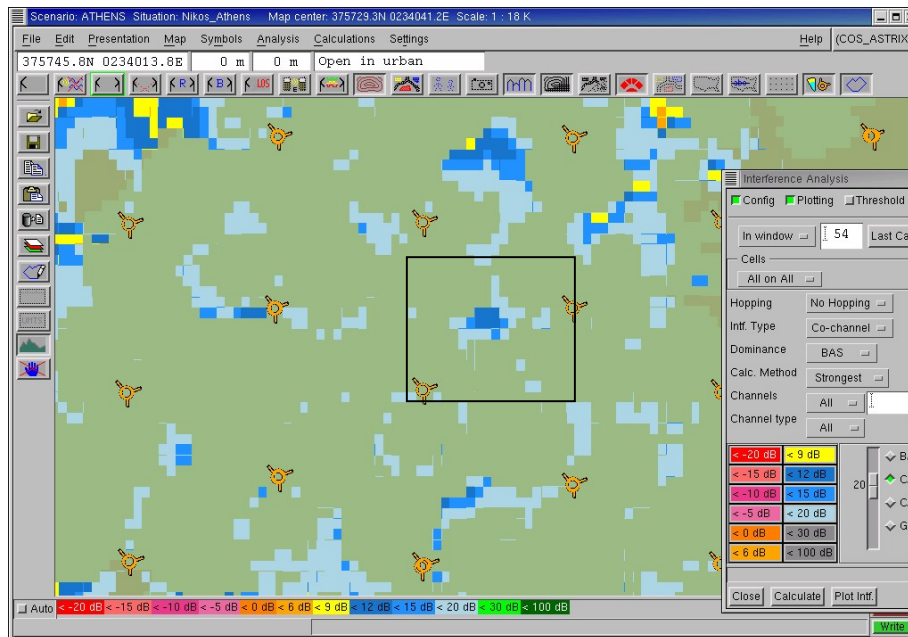 Scenario: ATHENS Situation: Nikos_Athens Map center: 375729.3N 0234041.2E Scale: 1 : 18 K
File Edit Presentation Map Symbols Analysis Calculations Settings Help (COS_ASTRIX
375745.8N 0234013.8E 0 m 0 m Open in urban
R B LOS
Interference Analysis
Config Plotting Threshold
In window 54 Last Ca
Cells
All on All
UMTS
Hopping No Hopping
Intf. Type Co-channel
Dominance BAS
Calc. Method Strongest
Channels All
Channel type All
< -20 dB < 9 dB B
< -15 dB < 12 dB 20 C
< -10 dB < 15 dB
< -5 dB < 20 dB C
< 0 dB < 30 dB G
< 6 dB < 100 dB
Close Calculate Plot Intf.
Auto < -20 dB < -15 dB < -10 dB < -5 dB < 0 dB < 6 dB < 9 dB < 12 dB < 15 dB < 20 dB < 30 dB < 100 dB
Write